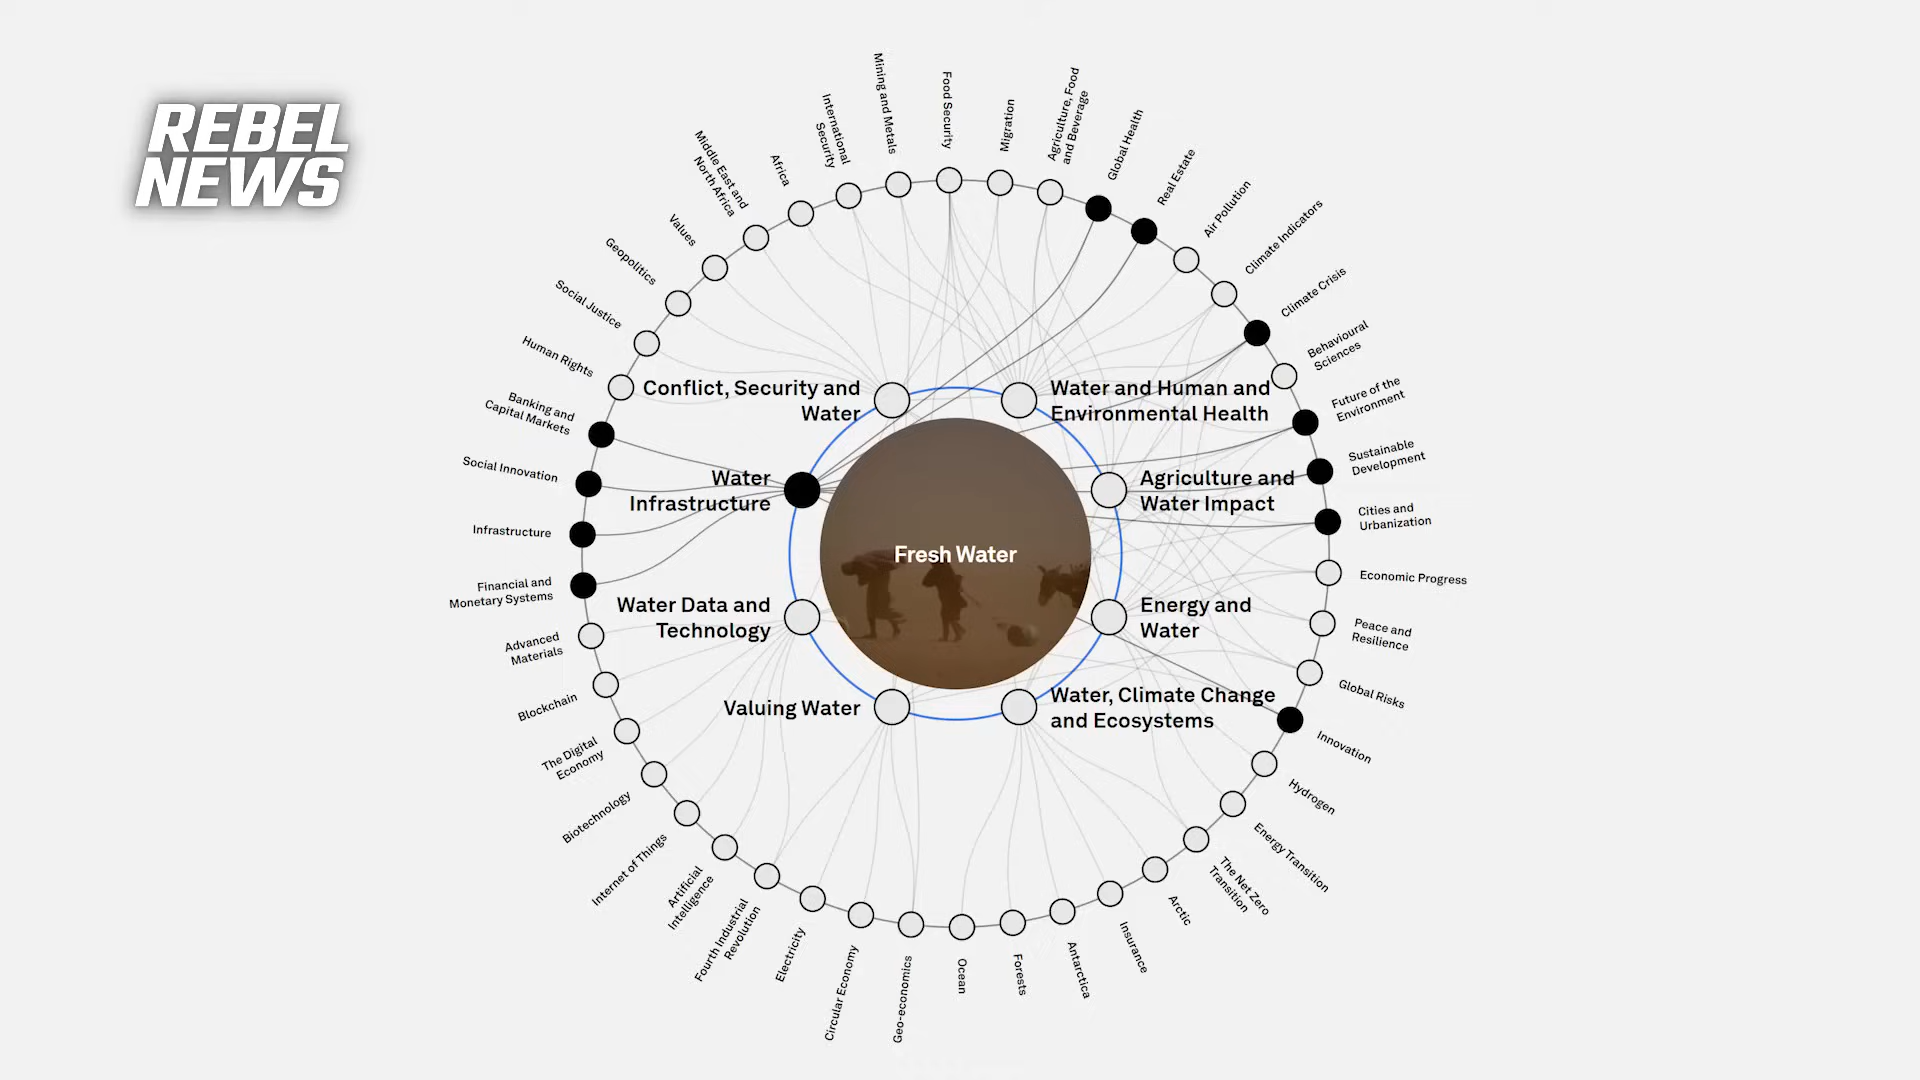 REBEL
NEWS
Fresh Water
Conflict, Security and
Water
Water and Human and
Environmental Health
Water
Infrastructure
Agriculture and
Water Impact
Water Data and
Technology
Energy and
Water
Valuing Water
Water, Climate Change
and Ecosystems
Food Security
Migration
Agriculture, Food
and Beverage
Global Health
Real Estate
Air Pollution
Climate Indicators
Climate Crisis
Behavioural
Sciences
Future of the
Environment
Sustainable
Development
Cities and
Urbanization
Economic Progress
Peace and
Resilience
Global Risks
Innovation
Hydrogen
Energy Transition
The Net Zero
Transition
Arctic
Insurance
Antarctica
Forests
Ocean
Geo-economics
Circular Economy
Electricity
Fourth Industrial
Revolution
Artificial
Intelligence
Internet of Things
Biotechnology
The Digital
Economy
Blockchain
Advanced
Materials
Financial and
Monetary Systems
Infrastructure
Social Innovation
Banking and
Capital Markets
Human Rights
Social Justice
Geopolitics
Values
Middle East and
North Africa
Africa
International
Security
Mining and Metals